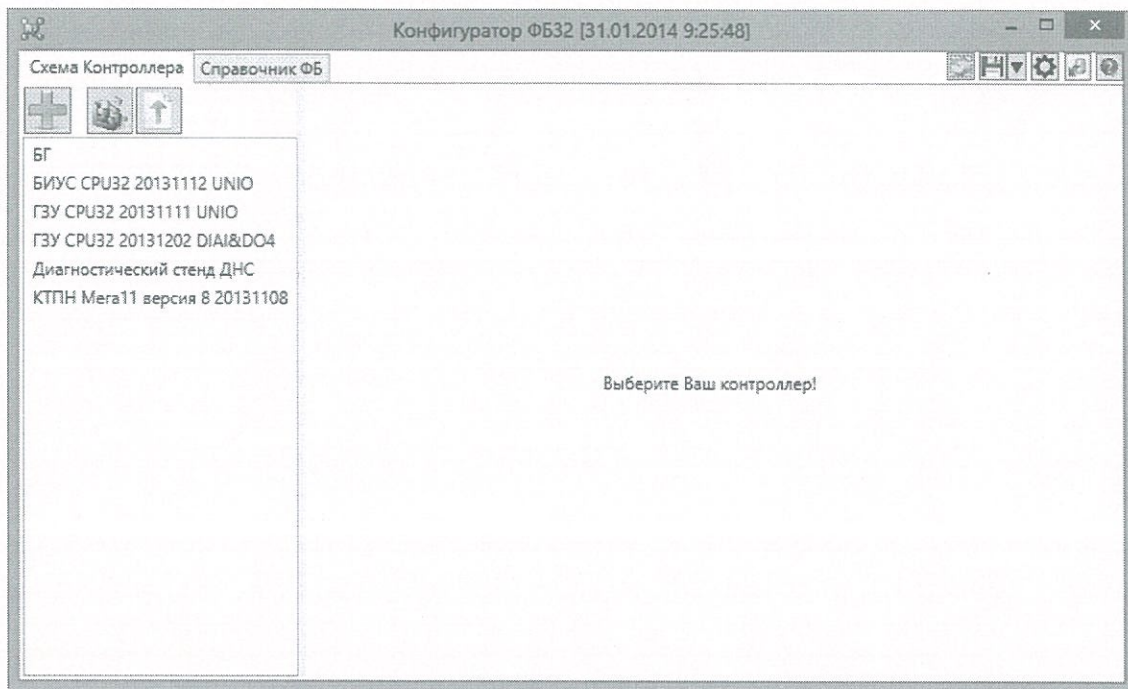 Конфигуратор ФБ32 [31.01.2014 9:25:48]
Схема Контроллера Справочник ФБ
БГ
БИУС CPU32 20131112 UNIO
ГЗУ CPU32 20131111 UNIO
ГЗУ CPU32 20131202 DIAI&DO4
Диагностический стенд ДНС
КТПН Мега11 версия 8 20131108
Выберите Ваш контроллер!